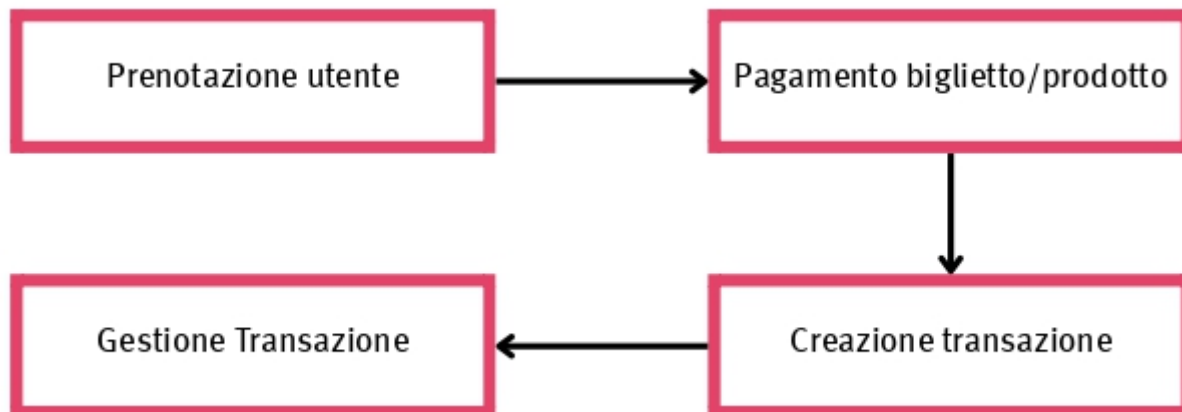 Prenotazione utente
Pagamento biglietto/prodotto
Creazione transazione
Gestione Transazione